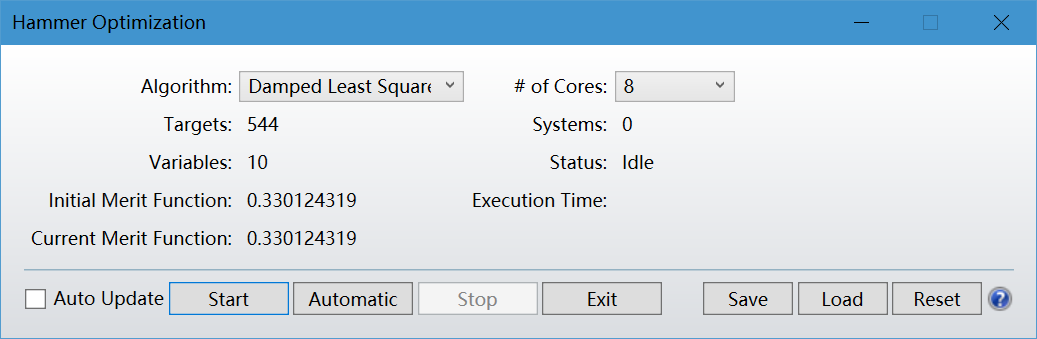 Hammer Optimization
Algorithm: Damped Least Square # of Cores: 8
Targets: 544 Systems: 0
Variables: 10 Status: Idle
Initial Merit Function: 0.330124319 Execution Time:
Current Merit Function: 0.330124319
Auto Update Start Automatic Stop Exit Save Load Reset ?